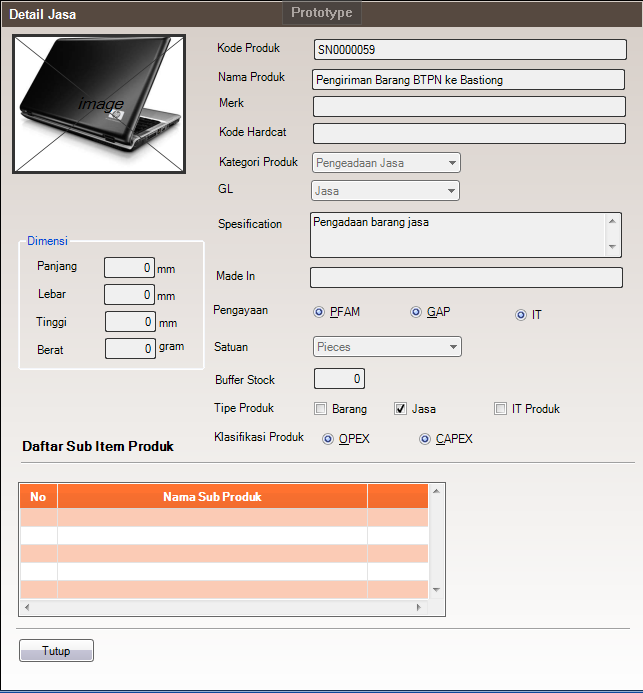 Detail Jasa
Prototype
image
Kode Produk SN0000059
Nama Produk Pengiriman Barang BTPN ke Bastiong
Merk
Kode Hardcat
Kategori Produk Pengeadaan Jasa
GL Jasa
Spesification Pengadaan barang jasa
Dimensi
Panjang 0 mm
Lebar 0 mm
Tinggi 0 mm
Berat 0 gram
Made In
Pengayaan PFAM GAP IT
Satuan Pieces
Buffer Stock 0
Tipe Produk Barang Jasa IT Produk
Klasifikasi Produk OPEX CAPEX
Daftar Sub Item Produk
No Nama Sub Produk
Tutup